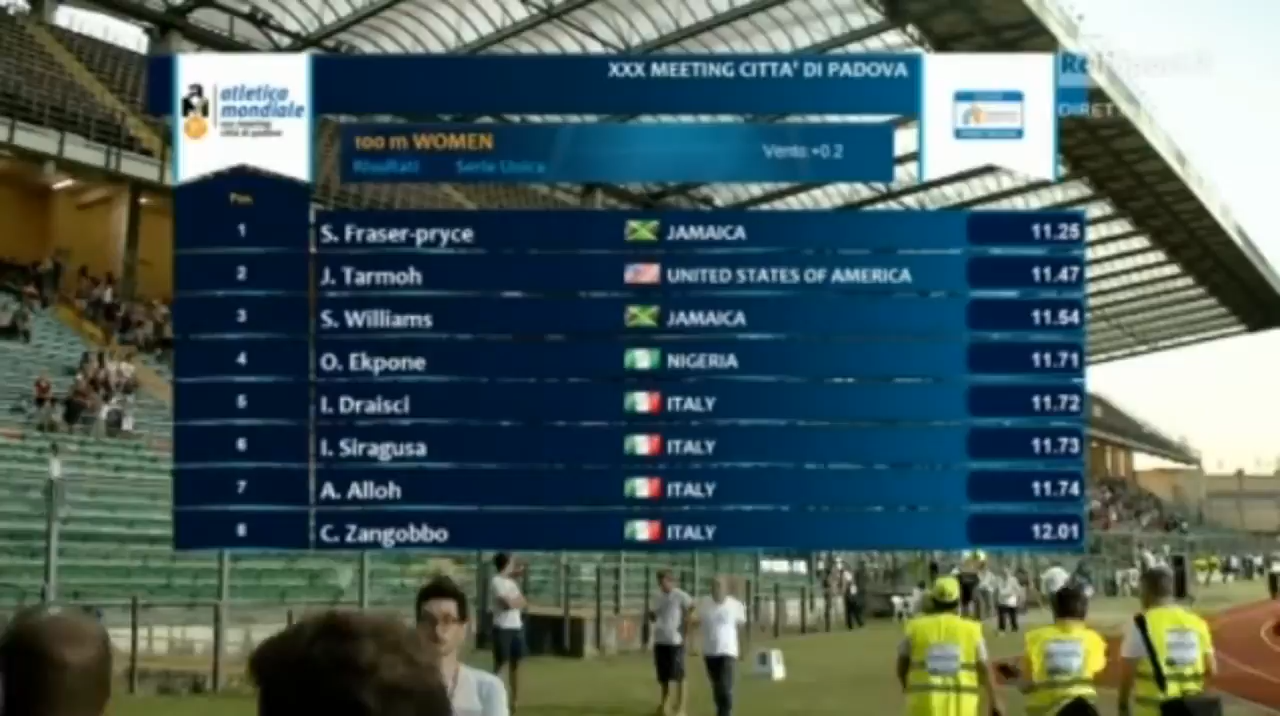 XXX MEETING CITTA' DI PADOVA
atletica
mondiale
100 m WOMEN
Vento +0.2
Risultati Serie Unica
Pos.
1 S. Fraser-pryce JAMAICA 11.25
2 J. Tarmoh UNITED STATES OF AMERICA 11.47
3 S. Williams JAMAICA 11.54
4 O. Ekpone NIGERIA 11.71
5 I. Draisci ITALY 11.72
6 I. Siragusa ITALY 11.73
7 A. Alloh ITALY 11.74
8 C. Zangobbo ITALY 12.01